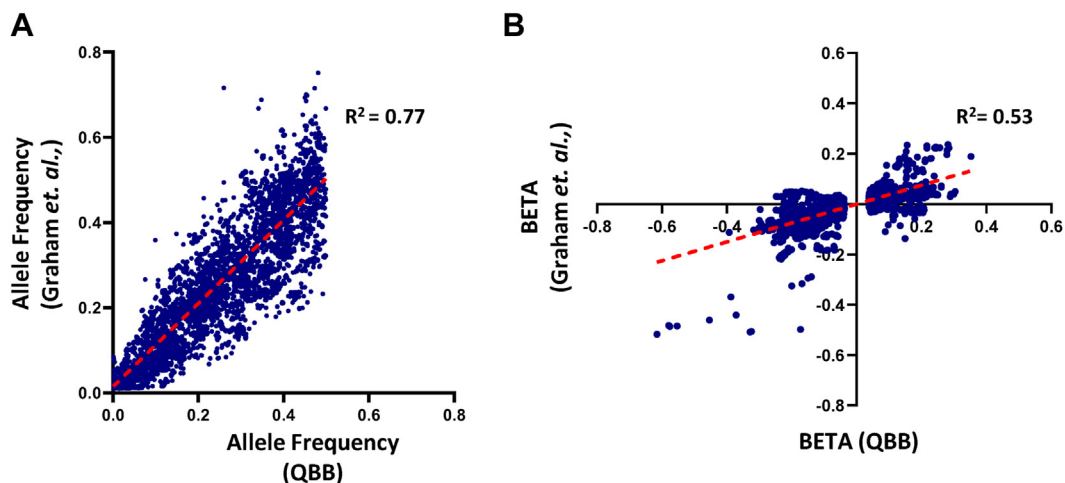 A
Allele Frequency
(Graham et. al.,)
0.8
0.6
0.4
0.2
0.0
R² = 0.77
0.0 0.2 0.4 0.6 0.8
Allele Frequency
(QBB)
B
BETA
(Graham et. al.,)
0.6
0.4
0.2
R²= 0.53
-0.8 -0.6 -0.4 0.2 0.4 0.6
-0.2
-0.4
-0.6
-0.8
BETA (QBB)